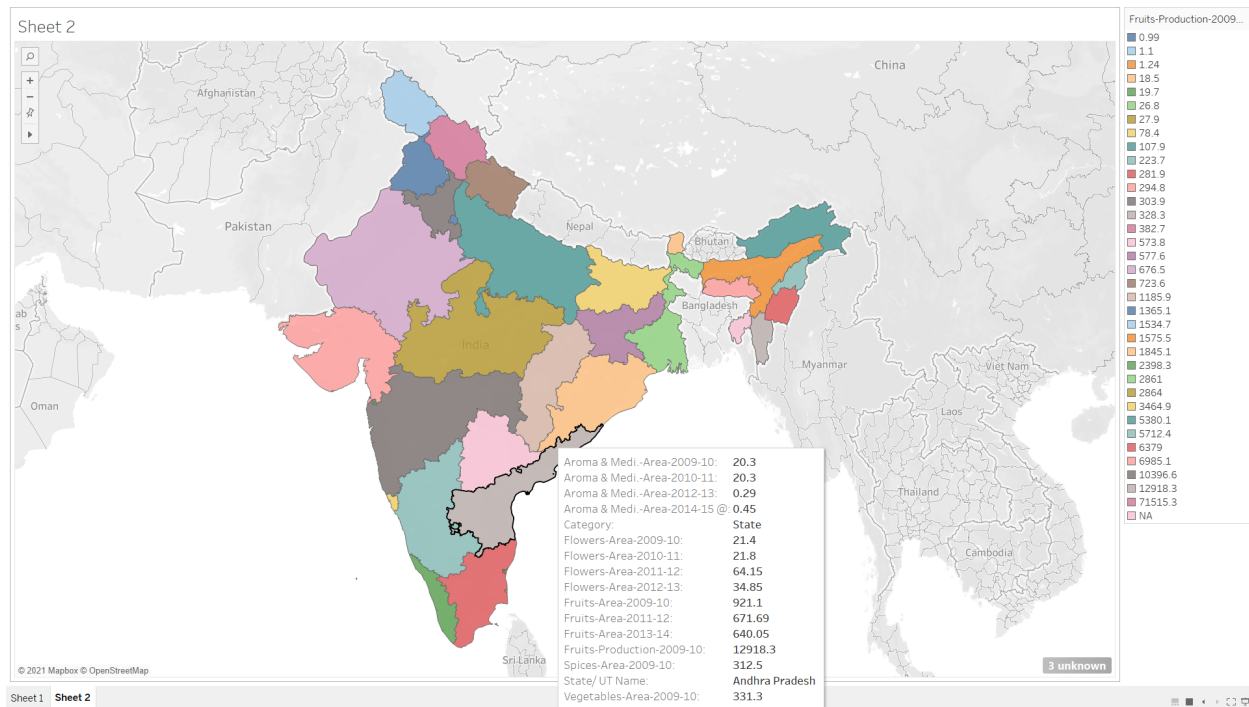 Sheet 2
Fruits-Production-2009...
0.99
1.1
1.24
18.5
19.7
26.8
27.9
78.4
107.9
223.7
281.9
294.8
303.9
328.3
382.7
573.8
577.6
676.5
723.6
1185.9
1365.1
1534.7
1575.5
1845.1
2398.3
2861
2864
3464.9
5380.1
5712.4
6379
6985.1
10396.6
12918.3
71515.3
NA
China
Afghanistan
Pakistan
Nepal
Bhutan
Bangladesh
India
ab
s
Oman
Myanmar
Viet Nam
Laos
Thailand
Cambodia
Sri Lanka
Aroma & Medi.-Area-2009-10: 20.3
Aroma & Medi.-Area-2010-11: 20.3
Aroma & Medi.-Area-2012-13: 0.29
Aroma & Medi.-Area-2014-15 @: 0.45
Category: State
Flowers-Area-2009-10: 21.4
Flowers-Area-2010-11: 21.8
Flowers-Area-2011-12: 64.15
Flowers-Area-2012-13: 34.85
Fruits-Area-2009-10: 921.1
Fruits-Area-2011-12: 671.69
Fruits-Area-2013-14: 640.05
Fruits-Production-2009-10: 12918.3
Spices-Area-2009-10: 312.5
State/ UT Name: Andhra Pradesh
Vegetables-Area-2009-10: 331.3
© 2021 Mapbox © OpenStreetMap
3 unknown
Sheet 1 Sheet 2